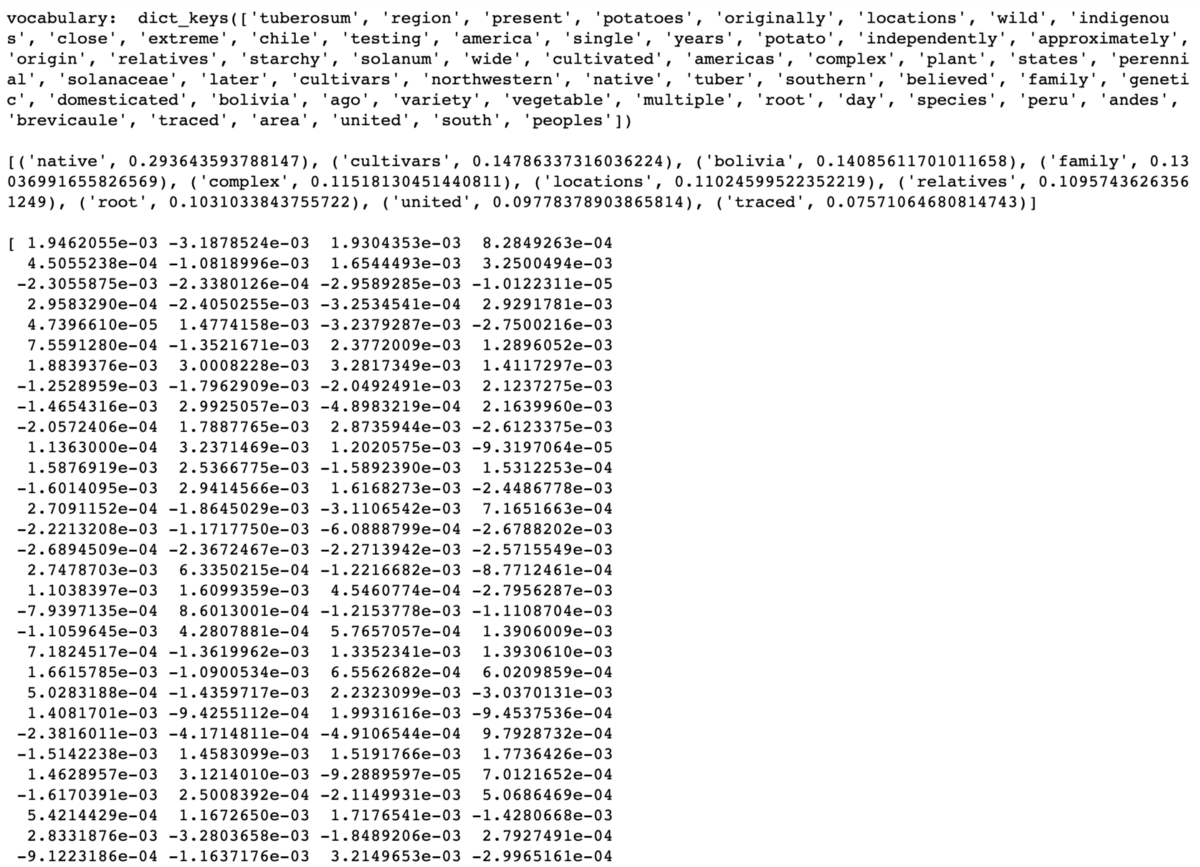 vocabulary:  dict_keys(['tuberosum', 'region', 'present', 'potatoes', 'originally', 'locations', 'wild', 'indigenou
s', 'close', 'extreme', 'chile', 'testing', 'america', 'single', 'years', 'potato', 'independently', 'approximately',
'origin', 'relatives', 'starchy', 'solanum', 'wide', 'cultivated', 'americas', 'complex', 'plant', 'states', 'perenni
al', 'solanaceae', 'later', 'cultivars', 'northwestern', 'native', 'tuber', 'southern', 'believed', 'family', 'geneti
c', 'domesticated', 'bolivia', 'ago', 'variety', 'vegetable', 'multiple', 'root', 'day', 'species', 'peru', 'andes',
'brevicaule', 'traced', 'area', 'united', 'south', 'peoples'])
[('native', 0.293643593788147), ('cultivars', 0.14786337316036224), ('bolivia', 0.14085611701011658), ('family', 0.13
036991655826569), ('complex', 0.11518130451440811), ('locations', 0.11024599522352219), ('relatives', 0.1095743626356
1249), ('root', 0.1031033843755722), ('united', 0.09778378903865814), ('traced', 0.07571064680814743)]
[ 1.9462055e-03 -3.1878524e-03  1.9304353e-03  8.2849263e-04
4.5055238e-04 -1.0818996e-03  1.6544493e-03  3.2500494e-03
-2.3055875e-03 -2.3380126e-04 -2.9589285e-03 -1.0122311e-05
2.9583290e-04 -2.4050255e-03 -3.2534541e-04  2.9291781e-03
4.7396610e-05  1.4774158e-03 -3.2379287e-03 -2.7500216e-03
7.5591280e-04 -1.3521671e-03  2.3772009e-03  1.2896052e-03
1.8839376e-03  3.0008228e-03  3.2817349e-03  1.4117297e-03
-1.2528959e-03 -1.7962909e-03 -2.0492491e-03  2.1237275e-03
-1.4654316e-03  2.9925057e-03 -4.8983219e-04  2.1639960e-03
-2.0572406e-04  1.7887765e-03  2.8735944e-03 -2.6123375e-03
1.1363000e-04  3.2371469e-03  1.2020575e-03 -9.3197064e-05
1.5876919e-03  2.5366775e-03 -1.5892390e-03  1.5312253e-04
-1.6014095e-03  2.9414566e-03  1.6168273e-03 -2.4486778e-03
2.7091152e-04 -1.8645029e-03 -3.1106542e-03  7.1651663e-04
-2.2213208e-03 -1.1717750e-03 -6.0888799e-04 -2.6788202e-03
-2.6894509e-04 -2.3672467e-03 -2.2713942e-03 -2.5715549e-03
2.7478703e-03  6.3350215e-04 -1.2216682e-03 -8.7712461e-04
1.1038397e-03  1.6099359e-03  4.5460774e-04 -2.7956287e-03
-7.9397135e-04  8.6013001e-04 -1.2153778e-03 -1.1108704e-03
-1.1059645e-03  4.2807881e-04  5.7657057e-04  1.3906009e-03
7.1824517e-04 -1.3619962e-03  1.3352341e-03  1.3930610e-03
1.6615785e-03 -1.0900534e-03  6.5562682e-04  6.0209859e-04
5.0283188e-04 -1.4359717e-03  2.2323099e-03 -3.0370131e-03
1.4081701e-03 -9.4255112e-04  1.9931616e-03 -9.4537536e-04
-2.3816011e-03 -4.1714811e-04 -4.9106544e-04  9.7928732e-04
-1.5142238e-03  1.4583099e-03  1.5191766e-03  1.7736426e-03
1.4628957e-03  3.1214010e-03 -9.2889597e-05  7.0121652e-04
-1.6170391e-03  2.5008392e-04 -2.1149931e-03  5.0686469e-04
5.4214429e-04  1.1672650e-03  1.7176541e-03 -1.4280668e-03
2.8331876e-03 -3.2803658e-03 -1.8489206e-03  2.7927491e-04
-9.1223186e-04 -1.1637176e-03  3.2149653e-03 -2.9965161e-04